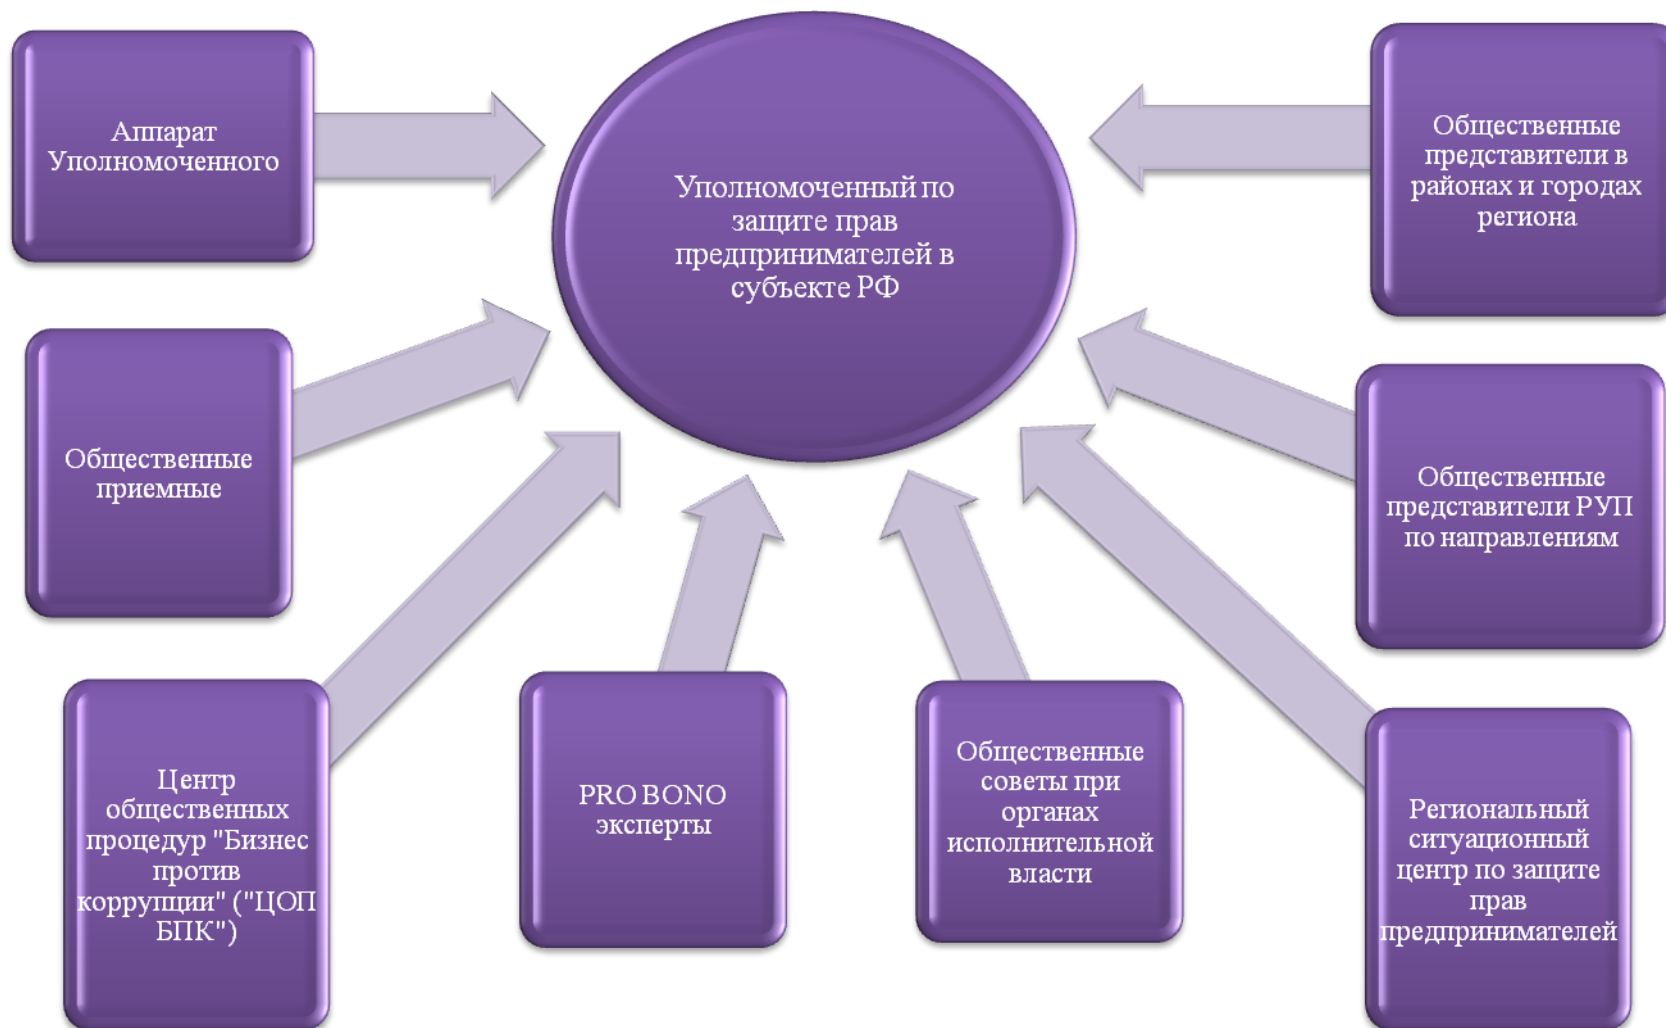 Аппарат
Уполномоченного
Уполномоченный по
защите прав
предпринимателей в
субъекте РФ
Общественные
представители в
районах и городах
региона
Общественные
приемные
Общественные
представители РУП
по направлениям
Центр
общественных
процедур "Бизнес
против
коррупции" ("ЦОП
БПК")
PRO BONO
эксперты
Общественные
советы при
органах
исполнительной
власти
Региональный
ситуационный
центр по защите
прав
предпринимателей